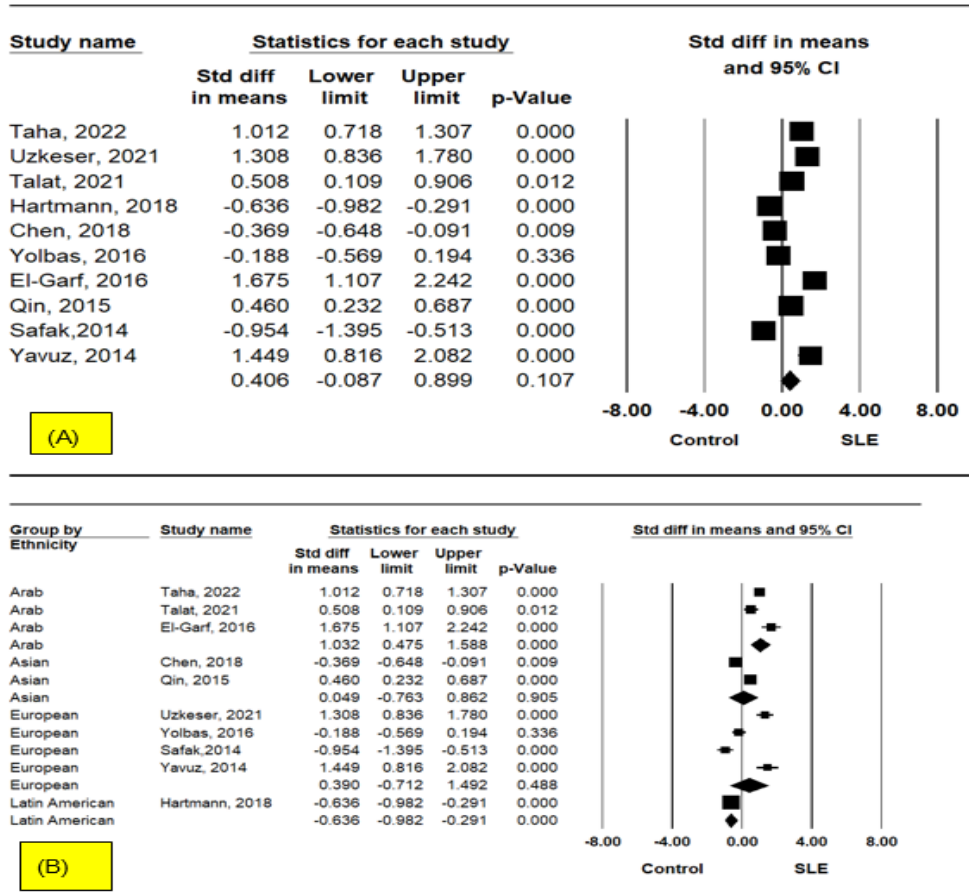 Study name Statistics for each study Std diff in means
and 95% CI
Std diff Lower Upper
in means limit limit p-Value
Taha, 2022 1.012 0.718 1.307 0.000
Uzkeser, 2021 1.308 0.836 1.780 0.000
Talat, 2021 0.508 0.109 0.906 0.012
Hartmann, 2018 -0.636 -0.982 -0.291 0.000
Chen, 2018 -0.369 -0.648 -0.091 0.009
Yolbas, 2016 -0.188 -0.569 0.194 0.336
El-Garf, 2016 1.675 1.107 2.242 0.000
Qin, 2015 0.460 0.232 0.687 0.000
Safak,2014 -0.954 -1.395 -0.513 0.000
Yavuz, 2014 1.449 0.816 2.082 0.000
0.406 -0.087 0.899 0.107
-8.00 -4.00 0.00 4.00 8.00
(A) Control SLE
Group by Study name Statistics for each study Std diff in means and 95% CI
Ethnicity
Std diff Lower Upper
in means limit limit p-Value
Arab Taha, 2022 1.012 0.718 1.307 0.000
Arab Talat, 2021 0.508 0.109 0.906 0.012
Arab El-Garf, 2016 1.675 1.107 2.242 0.000
Arab 1.032 0.475 1.588 0.000
Asian Chen, 2018 -0.369 -0.648 -0.091 0.009
Asian Qin, 2015 0.460 0.232 0.687 0.000
Asian 0.049 -0.763 0.862 0.905
European Uzkeser, 2021 1.308 0.836 1.780 0.000
European Yolbas, 2016 -0.188 -0.569 0.194 0.336
European Safak,2014 -0.954 -1.395 -0.513 0.000
European Yavuz, 2014 1.449 0.816 2.082 0.000
European 0.390 -0.712 1.492 0.488
Latin American Hartmann, 2018 -0.636 -0.982 -0.291 0.000
Latin American -0.636 -0.982 -0.291 0.000
-8.00 -4.00 0.00 4.00 8.00
(B) Control SLE